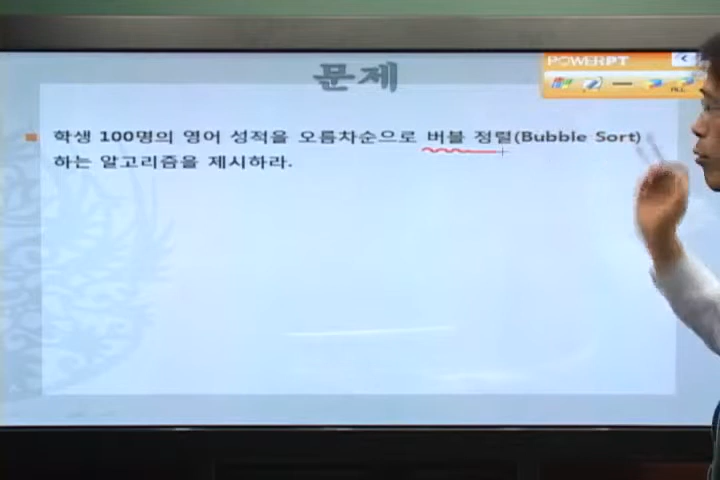 문제
학생 100명의 영어 성적을 오름차순으로 버블 정렬(Bubble Sort)
하는 알고리즘을 제시하라.
POWERPT